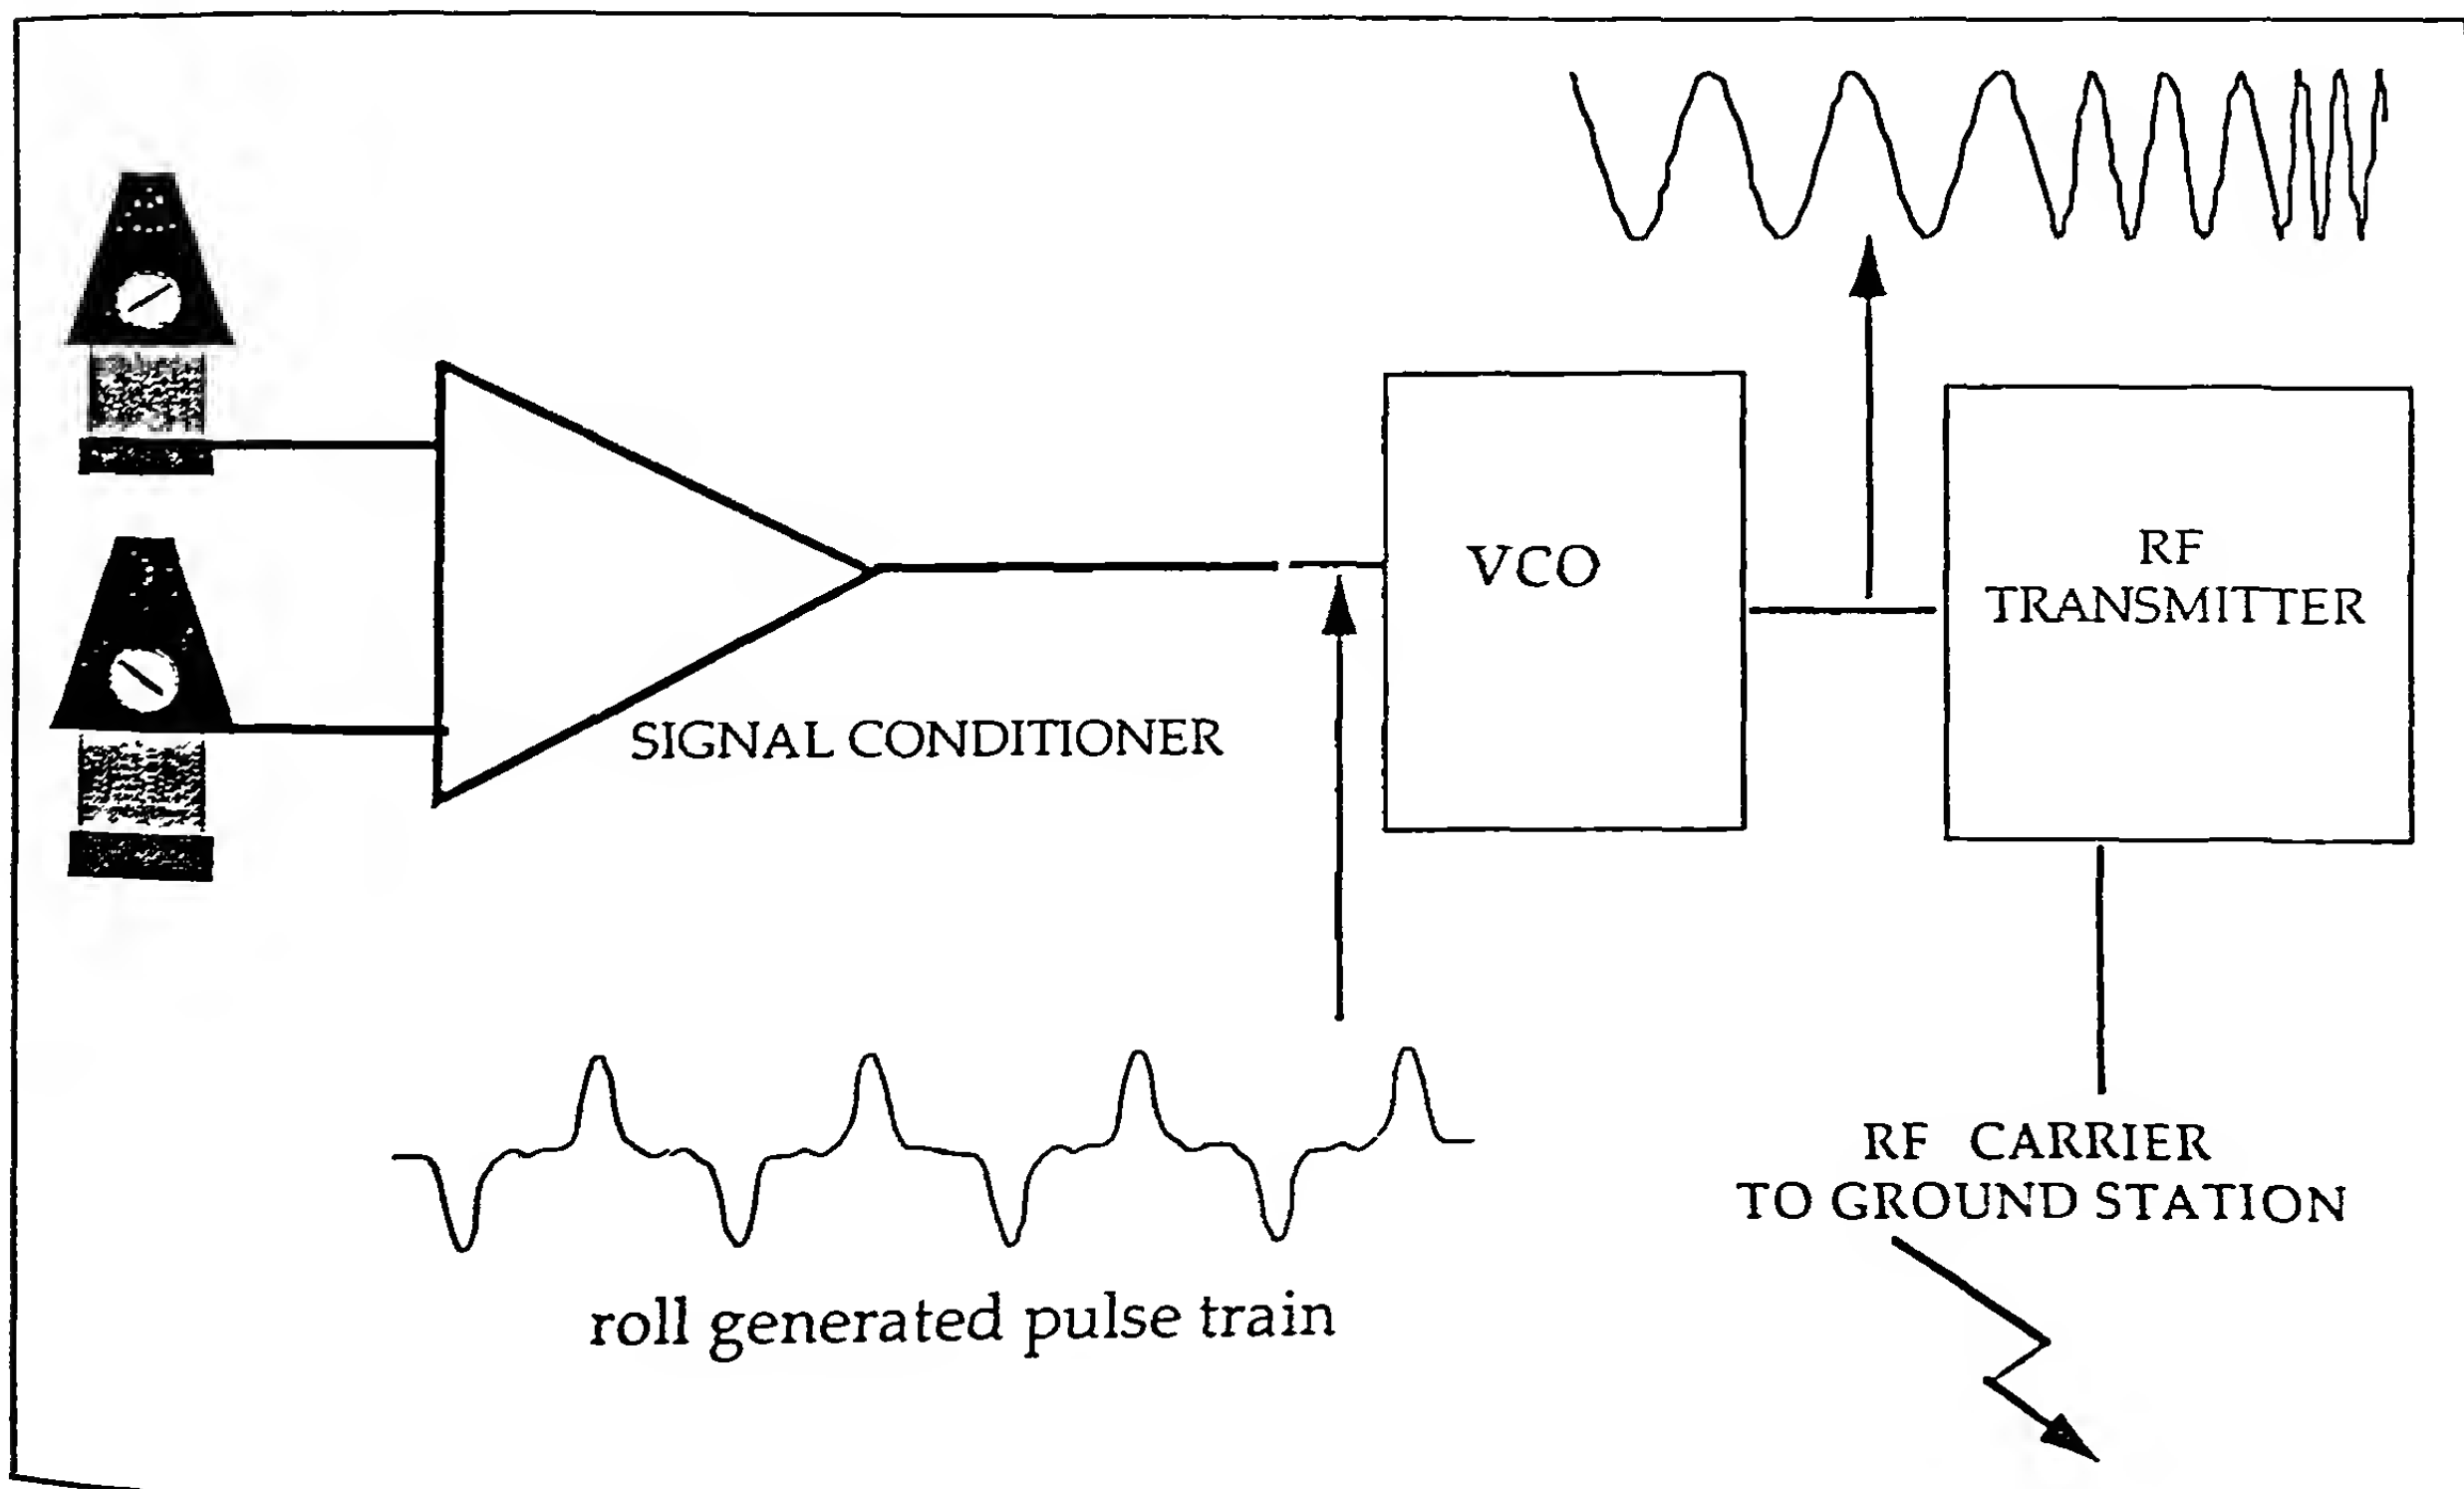 VCO
RF
TRANSMITTER
SIGNAL CONDITIONER
RF CARRIER
TO GROUND STATION
roll generated pulse train